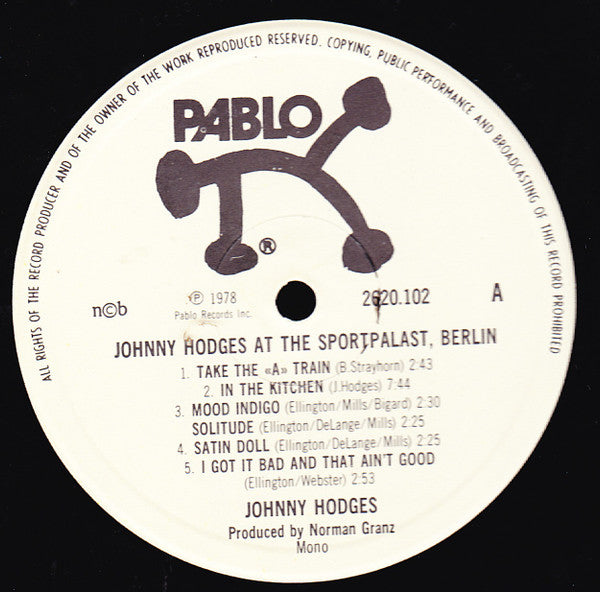 ALL RIGHTS OF THE RECORD PRODUCER AND OF THE OWNER OF THE WORK REPRODUCED RESERVED. COPYING, PUBLIC PERFORMANCE AND BROADCASTING OF THIS RECORD PROHIBITED
PABLO
®
n©b ℗ 1978 2620.102 A
Pablo Records Inc.
JOHNNY HODGES AT THE SPORTPALAST, BERLIN
1. TAKE THE «A» TRAIN (B.Strayhorn) 2:43
2. IN THE KITCHEN (J.Hodges) 7:44
3. MOOD INDIGO (Ellington/Mills/Bigard) 2:30
SOLITUDE (Ellington/DeLange/Mills) 2:25
4. SATIN DOLL (Ellington/DeLange/Mills) 2:25
5. I GOT IT BAD AND THAT AIN'T GOOD
(Ellington/Webster) 2:53
JOHNNY HODGES
Produced by Norman Granz
Mono